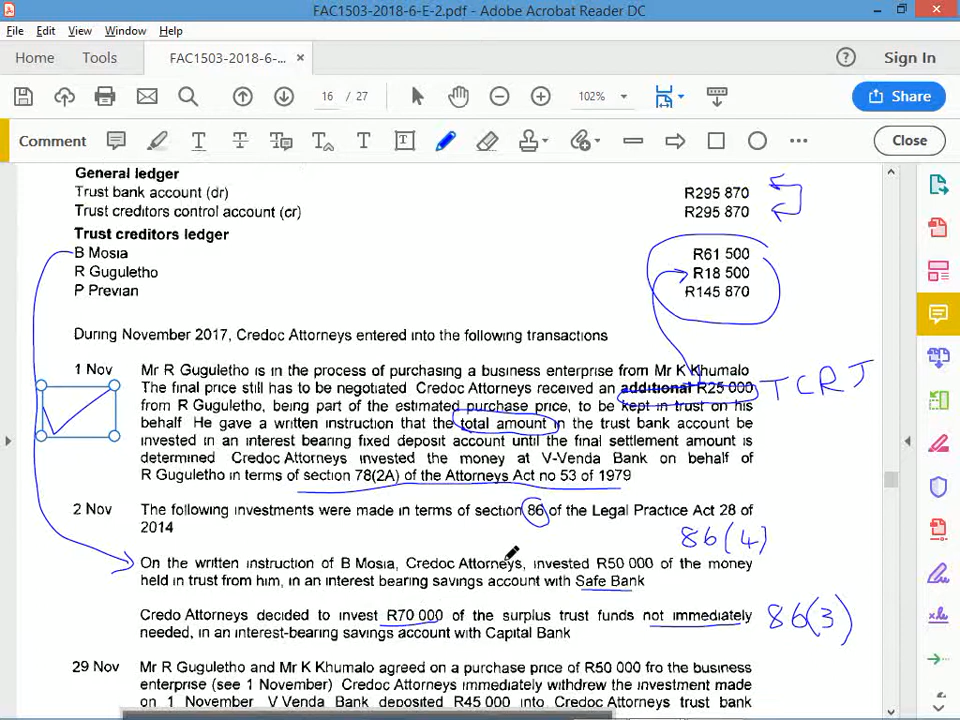 FAC1503-2018-6-E-2.pdf - Adobe Acrobat Reader DC
File Edit View Window Help
Home Tools FAC1503-2018-6-... × Sign In
16 / 27 102% Share
Comment Close
General ledger
Trust bank account (dr) R295 870
Trust creditors control account (cr) R295 870
Trust creditors ledger
B Mosia R61 500
R Guguletho R18 500
P Previan R145 870
During November 2017, Credoc Attorneys entered into the following transactions
1 Nov Mr R Guguletho is in the process of purchasing a business enterprise from Mr K Khumalo
The final price still has to be negotiated Credoc Attorneys received an additional R25 000 TCRJ
from R Guguletho, being part of the estimated purchase price, to be kept in trust on his
behalf He gave a written instruction that the total amount in the trust bank account be
invested in an interest bearing fixed deposit account until the final settlement amount is
determined Credoc Attorneys invested the money at V-Venda Bank on behalf of
R Guguletho in terms of section 78(2A) of the Attorneys Act no 53 of 1979
2 Nov The following investments were made in terms of section 86 of the Legal Practice Act 28 of
2014
86(4)
On the written instruction of B Mosia, Credoc Attorneys, invested R50 000 of the money
held in trust from him, in an interest bearing savings account with Safe Bank
Credo Attorneys decided to invest R70 000 of the surplus trust funds not immediately 86(3)
needed, in an interest-bearing savings account with Capital Bank
29 Nov Mr R Guguletho and Mr K Khumalo agreed on a purchase price of R50 000 fro the business
enterprise (see 1 November) Credoc Attorneys immediately withdrew the investment made
on 1 November V Venda Bank deposited R45 000 into Credoc Attorneys trust bank